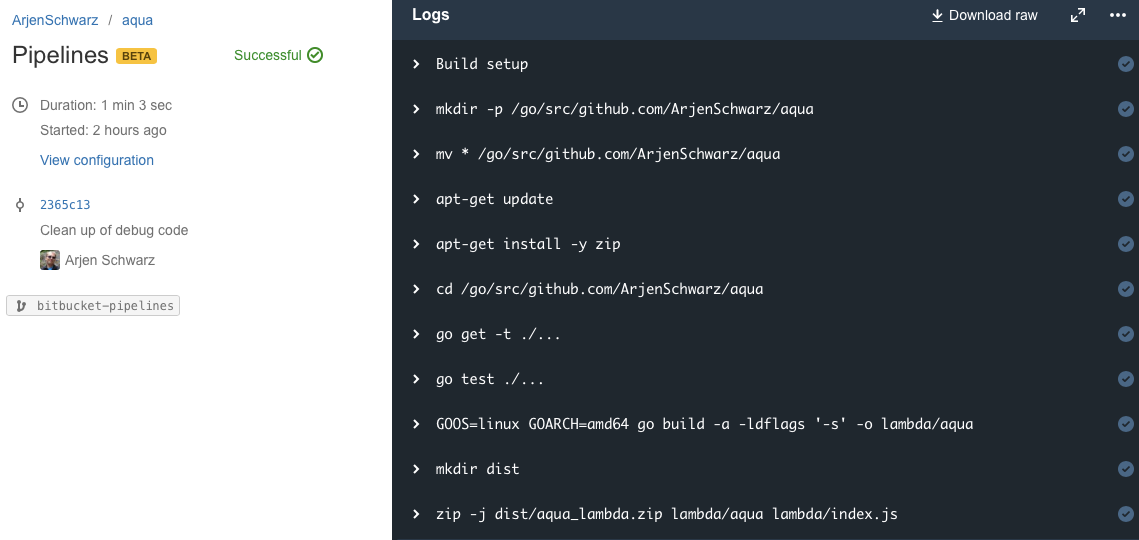 ArjenSchwarz / aqua
Pipelines BETA Successful
Duration: 1 min 3 sec
Started: 2 hours ago
View configuration
2365c13
Clean up of debug code
Arjen Schwarz
bitbucket-pipelines
Logs Download raw
Build setup
mkdir -p /go/src/github.com/ArjenSchwarz/aqua
mv * /go/src/github.com/ArjenSchwarz/aqua
apt-get update
apt-get install -y zip
cd /go/src/github.com/ArjenSchwarz/aqua
go get -t ./...
go test ./...
GOOS=linux GOARCH=amd64 go build -a -ldflags '-s' -o lambda/aqua
mkdir dist
zip -j dist/aqua_lambda.zip lambda/aqua lambda/index.js